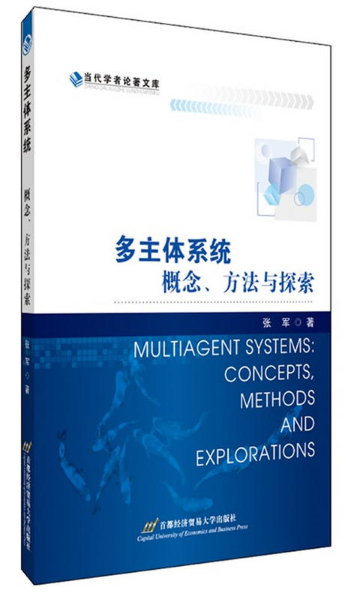 当代学者论著文库
多主体系统
概念、方法与探索
张 军◎著
MULTIAGENT SYSTEMS:
CONCEPTS,
METHODS
AND
EXPLORATIONS
首都经济贸易大学出版社
Capital University of Economics and Business Press
多主体系统
概念、方法与探索
张 军◎著